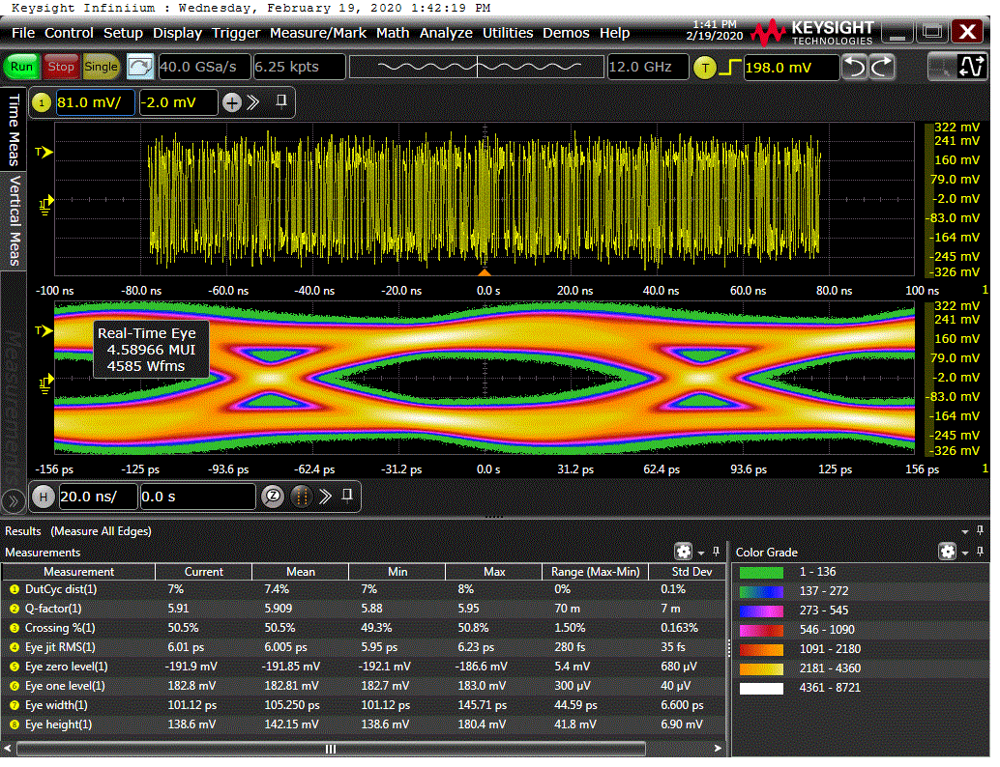 Keysight Infiniium : Wednesday, February 19, 2020 1:42:19 PM
File Control Setup Display Trigger Measure/Mark Math Analyze Utilities Demos Help
1:41 PM
2/19/2020
KEYSIGHT
TECHNOLOGIES
X
Run Stop Single 40.0 GSa/s 6.25 kpts 12.0 GHz T 198.0 mV
1 81.0 mV/ -2.0 mV
Time Meas
Vertical Meas
Measurements
T
322 mV
241 mV
160 mV
79.0 mV
-2.0 mV
-83.0 mV
-164 mV
-245 mV
-326 mV
-100 ns -80.0 ns -60.0 ns -40.0 ns -20.0 ns 0.0 s 20.0 ns 40.0 ns 60.0 ns 80.0 ns 100 ns 1
T
Real-Time Eye
4.58966 MUI
4585 Wfms
322 mV
241 mV
160 mV
79.0 mV
-2.0 mV
-83.0 mV
-164 mV
-245 mV
-326 mV
-156 ps -125 ps -93.6 ps -62.4 ps -31.2 ps 0.0 s 31.2 ps 62.4 ps 93.6 ps 125 ps 156 ps 1
H 20.0 ns/ 0.0 s
Results (Measure All Edges)
Measurements
Measurement Current Mean Min Max Range (Max-Min) Std Dev
1 DutCyc dist(1) 7% 7.4% 7% 8% 0% 0.1%
2 Q-factor(1) 5.91 5.909 5.88 5.95 70 m 7 m
3 Crossing %(1) 50.5% 50.5% 49.3% 50.8% 1.50% 0.163%
4 Eye jit RMS(1) 6.01 ps 6.005 ps 5.95 ps 6.23 ps 280 fs 35 fs
5 Eye zero level(1) -191.9 mV -191.85 mV -192.1 mV -186.6 mV 5.4 mV 680 µV
6 Eye one level(1) 182.8 mV 182.81 mV 182.7 mV 183.0 mV 300 µV 40 µV
7 Eye width(1) 101.12 ps 105.250 ps 101.12 ps 145.71 ps 44.59 ps 6.600 ps
8 Eye height(1) 138.6 mV 142.15 mV 138.6 mV 180.4 mV 41.8 mV 6.90 mV
Color Grade
1 - 136
137 - 272
273 - 545
546 - 1090
1091 - 2180
2181 - 4360
4361 - 8721